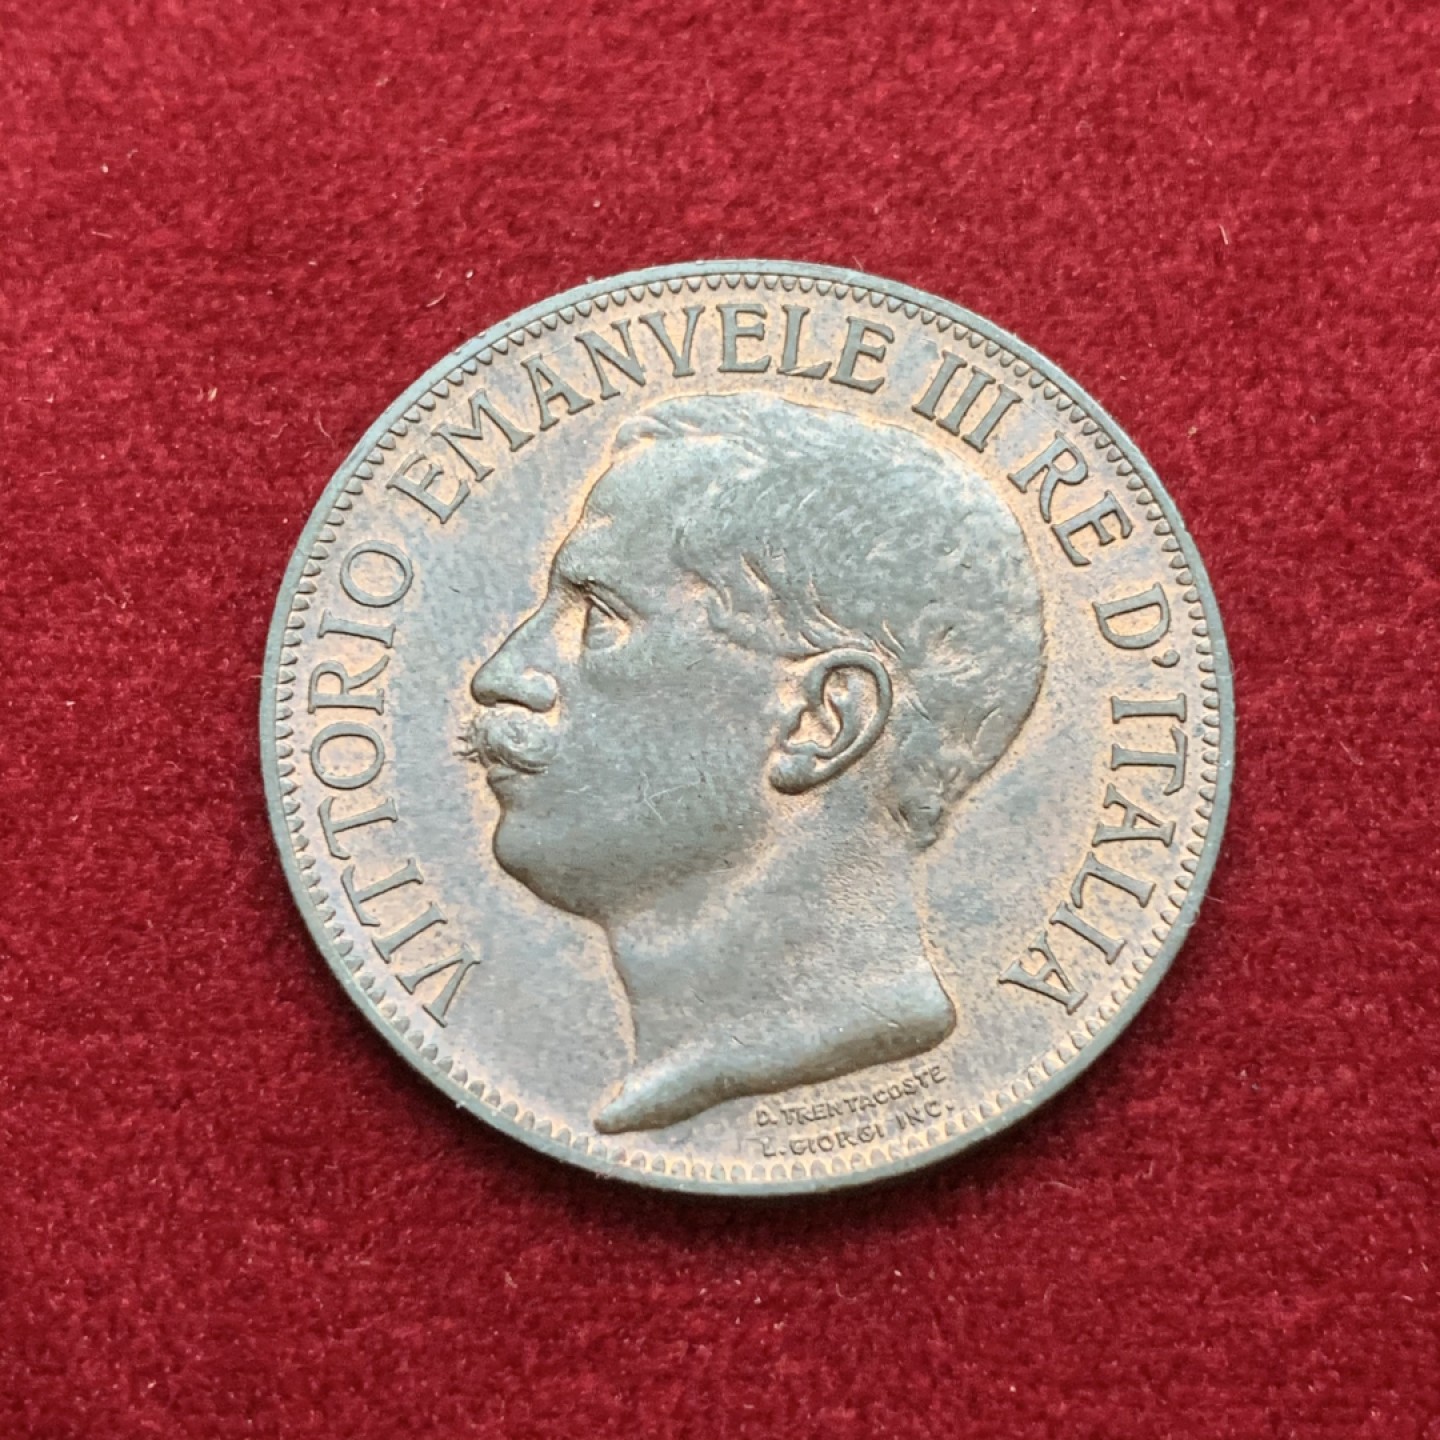 VITTORIO EMANVELE III RE D'ITALIA
D. TRENTACOSTE
L. GIORGI INC.